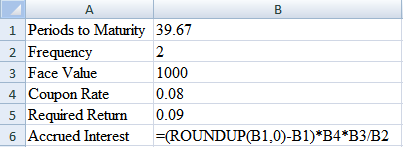 A B
1 Periods to Maturity 39.67
2 Frequency 2
3 Face Value 1000
4 Coupon Rate 0.08
5 Required Return 0.09
6 Accrued Interest =(ROUNDUP(B1,0)-B1)*B4*B3/B2